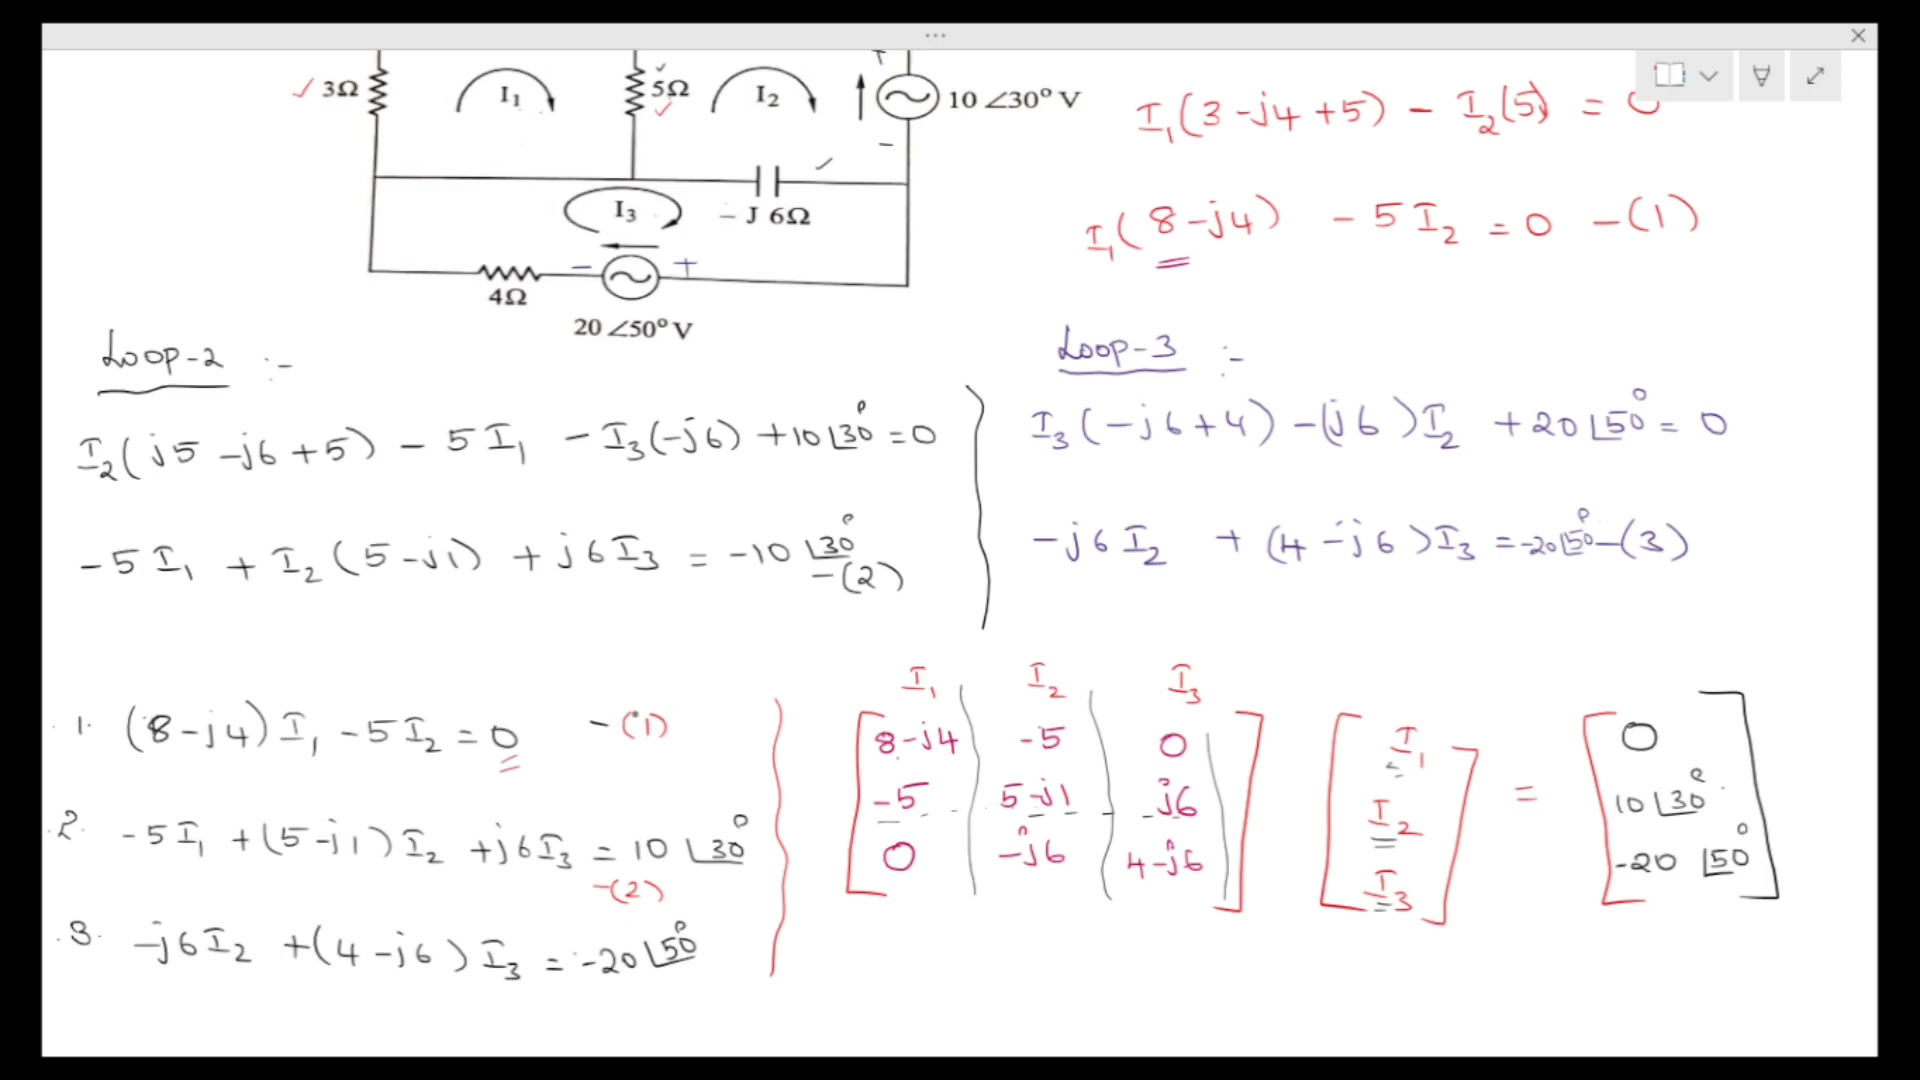 ✓ 3Ω
I₁
5Ω
I₂
+
10 ∠30° V
-
I₃
- J 6Ω
- +
4Ω
20 ∠50° V
I₁(3-j4+5) - I₂(5) = 0
I₁(8-j4) - 5I₂ = 0 -(1)
Loop-2 :-
I₂(j5-j6+5) - 5I₁ - I₃(-j6) + 10∠30° = 0
-5I₁ + I₂(5-j1) + j6I₃ = -10∠30°
-(2)
Loop-3 :-
I₃(-j6+4) -(j6)I₂ + 20∠50° = 0
-j6I₂ + (4-j6)I₃ = -20∠50° -(3)
1. (8-j4)I₁ - 5I₂ = 0 -(1)
2. -5I₁ + (5-j1)I₂ + j6I₃ = 10∠30°
-(2)
3. -j6I₂ + (4-j6)I₃ = -20∠50°
I₁ I₂ I₃
8-j4 -5 0
-5 5-j1 j6
0 -j6 4-j6
I₁
I₂
I₃
=
0
10∠30°
-20∠50°